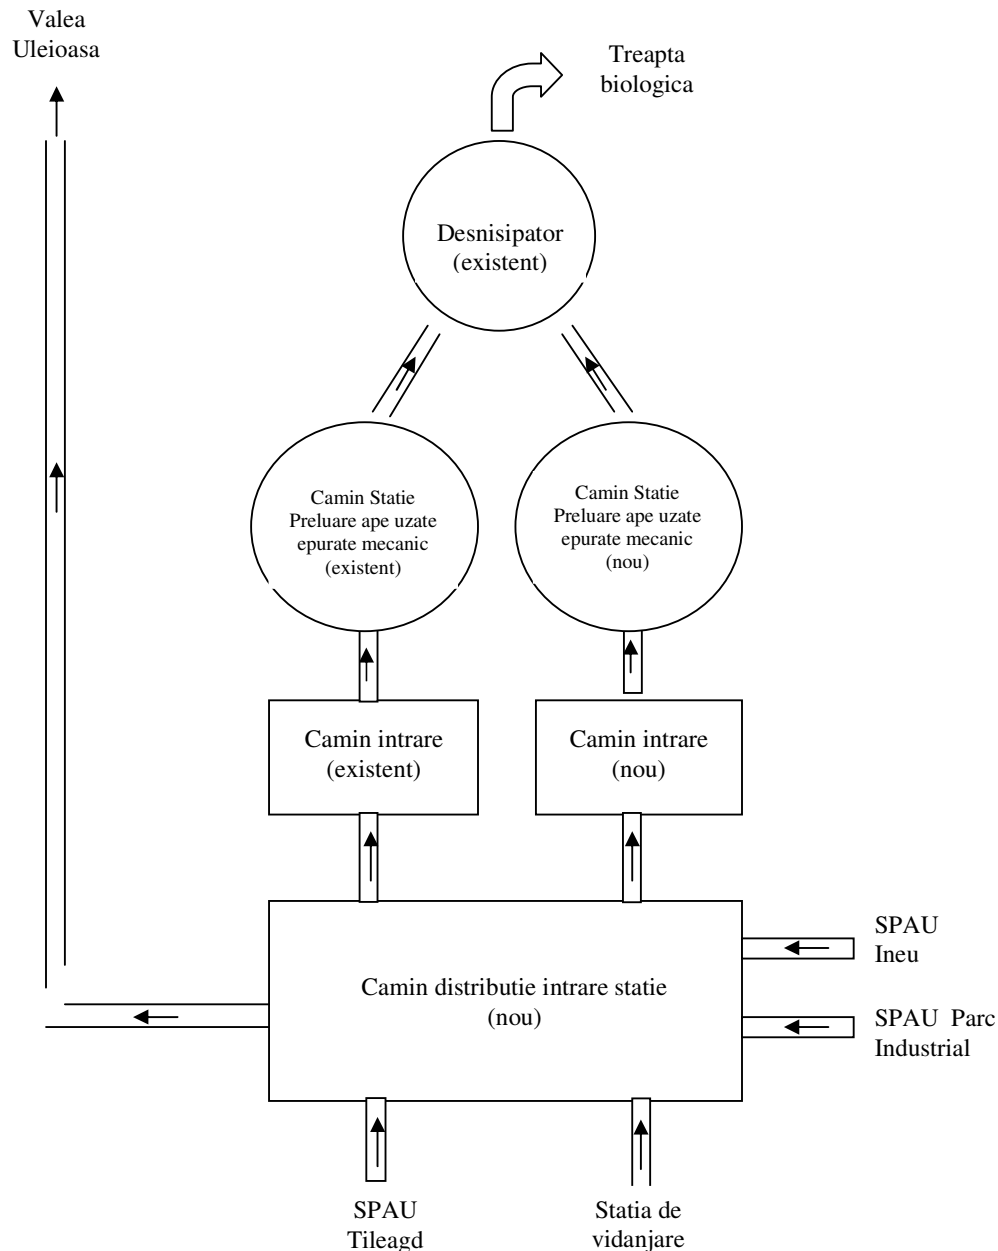 Valea
Uleioasa
Treapta
biologica
Desnisipator
(existent)
Camin Statie
Preluare ape uzate
epurate mecanic
(existent)
Camin Statie
Preluare ape uzate
epurate mecanic
(nou)
Camin intrare
(existent)
Camin intrare
(nou)
Camin distributie intrare statie
(nou)
SPAU
Ineu
SPAU Parc
Industrial
SPAU
Tileagd
Statia de
vidanjare